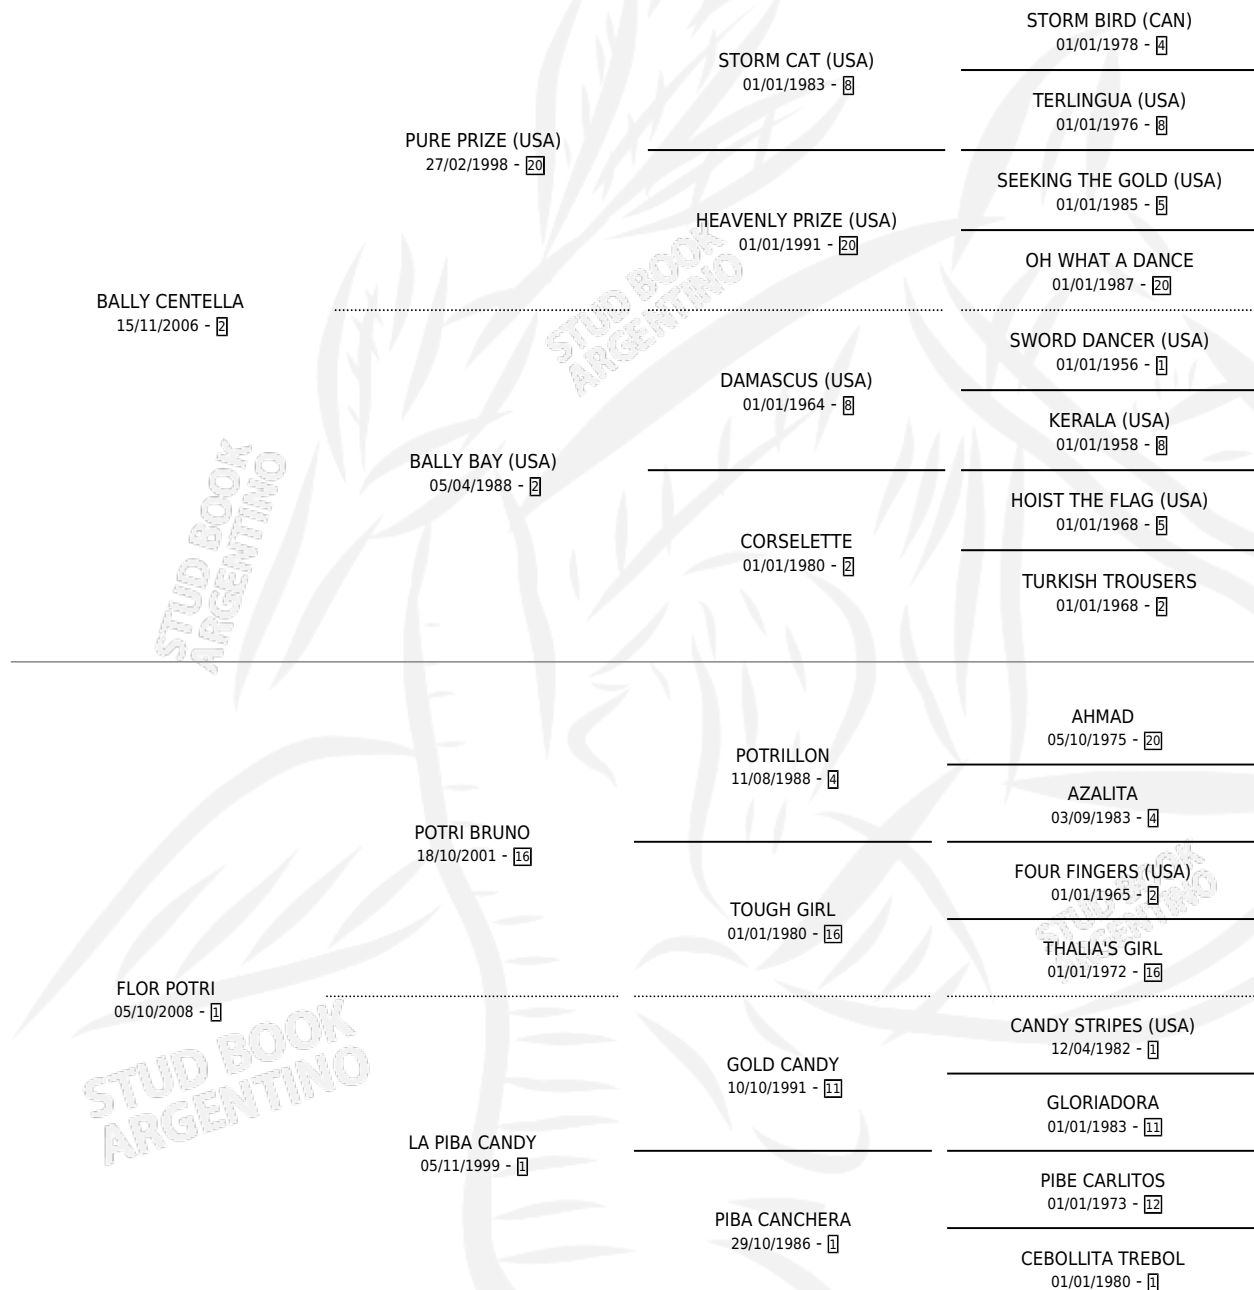 BALLY CENTELLA
15/11/2006 - 2
PURE PRIZE (USA)
27/02/1998 - 20
STORM CAT (USA)
01/01/1983 - 8
STORM BIRD (CAN)
01/01/1978 - 4
TERLINGUA (USA)
01/01/1976 - 8
HEAVENLY PRIZE (USA)
01/01/1991 - 20
SEEKING THE GOLD (USA)
01/01/1985 - 5
OH WHAT A DANCE
01/01/1987 - 20
BALLY BAY (USA)
05/04/1988 - 2
DAMASCUS (USA)
01/01/1964 - 8
SWORD DANCER (USA)
01/01/1956 - 1
KERALA (USA)
01/01/1958 - 8
CORSELETTE
01/01/1980 - 2
HOIST THE FLAG (USA)
01/01/1968 - 5
TURKISH TROUSERS
01/01/1968 - 2
FLOR POTRI
05/10/2008 - 1
POTRI BRUNO
18/10/2001 - 16
POTRILLON
11/08/1988 - 4
AHMAD
05/10/1975 - 20
AZALITA
03/09/1983 - 4
TOUGH GIRL
01/01/1980 - 16
FOUR FINGERS (USA)
01/01/1965 - 2
THALIA'S GIRL
01/01/1972 - 16
LA PIBA CANDY
05/11/1999 - 1
GOLD CANDY
10/10/1991 - 11
CANDY STRIPES (USA)
12/04/1982 - 1
GLORIADORA
01/01/1983 - 11
PIBA CANCHERA
29/10/1986 - 1
PIBE CARLITOS
01/01/1973 - 12
CEBOLLITA TREBOL
01/01/1980 - 1
STUD BOOK
ARGENTINO
STUD BOOK
ARGENTINO
STUD BOOK
ARGENTINO
STUD BOOK
ARGENTINO